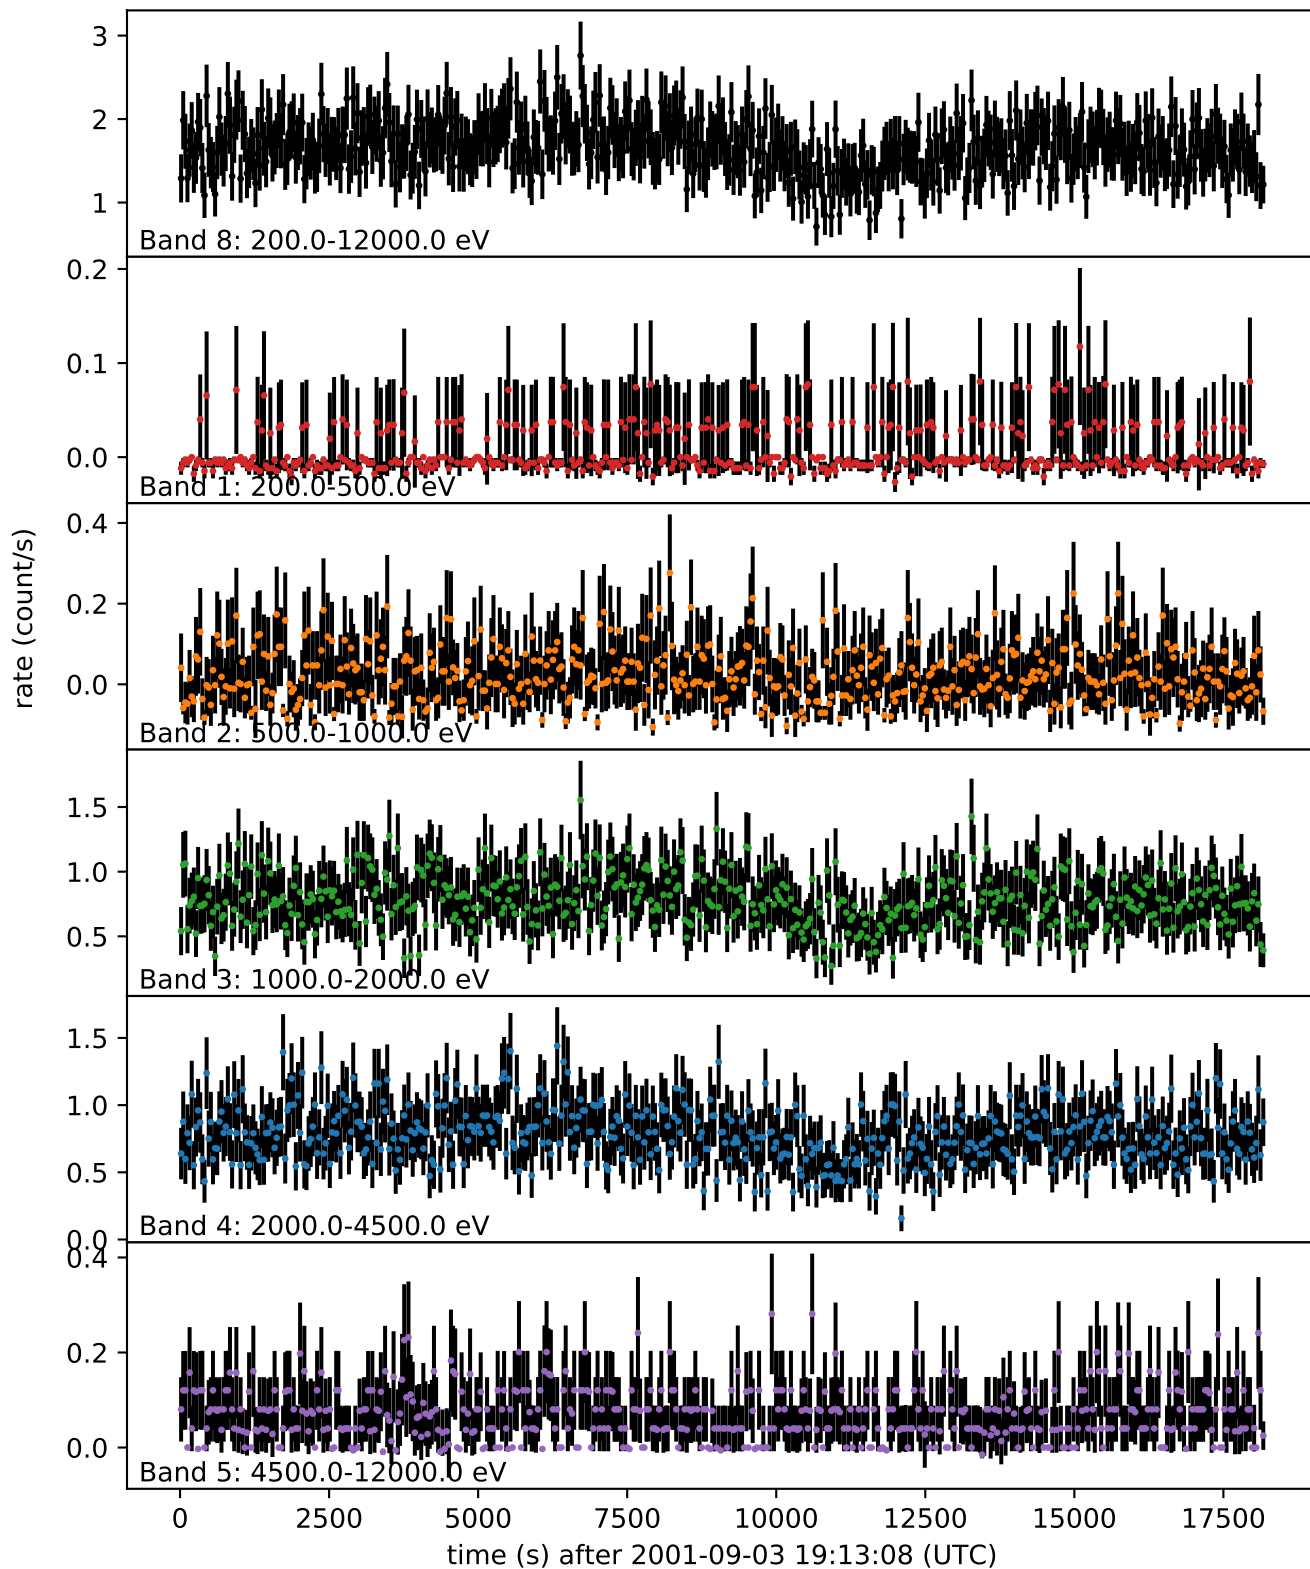 3
2
1
Band 8: 200.0-12000.0 eV
0.2
0.1
0.0
Band 1: 200.0-500.0 eV
0.4
0.2
0.0
Band 2: 500.0-1000.0 eV
rate (count/s)
1.5
1.0
0.5
Band 3: 1000.0-2000.0 eV
1.5
1.0
0.5
0.0
Band 4: 2000.0-4500.0 eV
0.4
0.2
0.0
Band 5: 4500.0-12000.0 eV
0 2500 5000 7500 10000 12500 15000 17500
time (s) after 2001-09-03 19:13:08 (UTC)